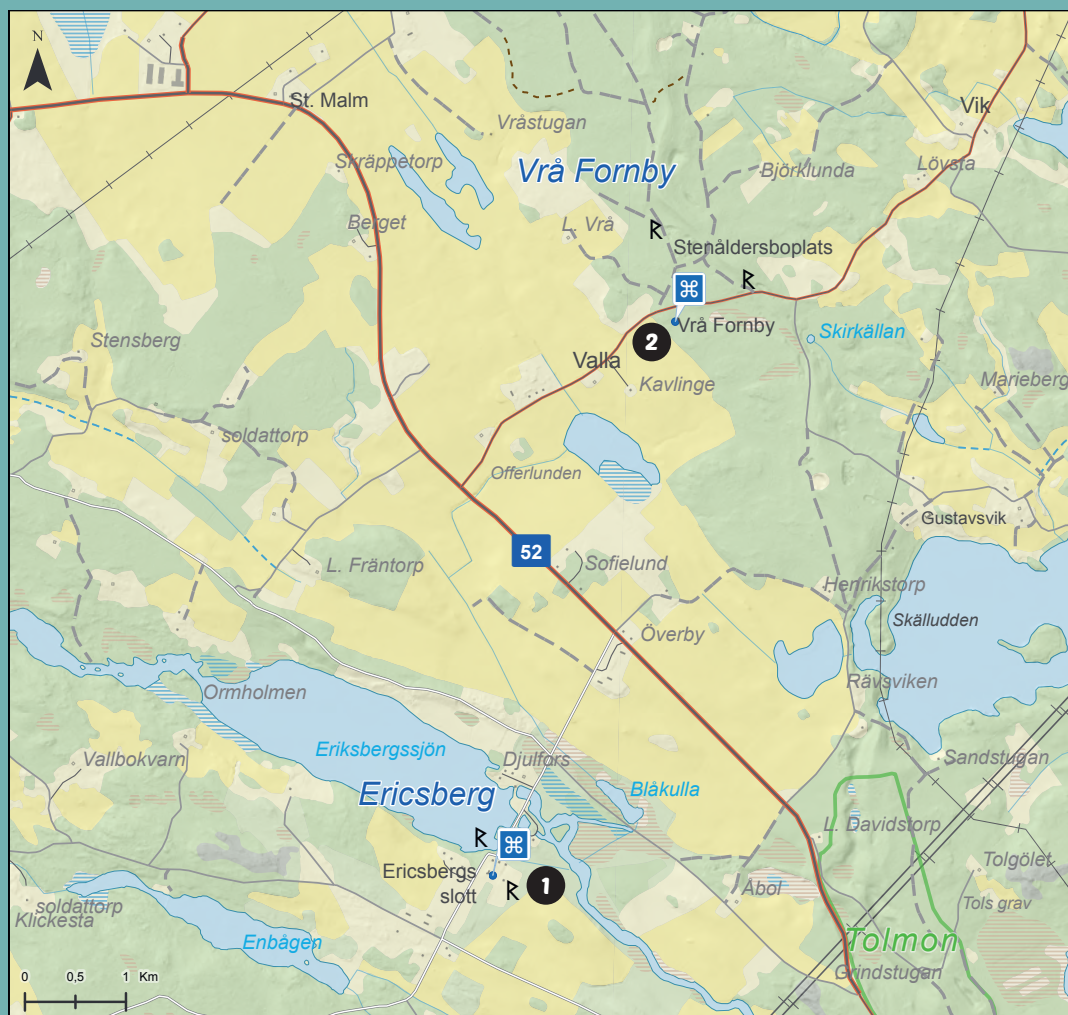 N
St. Malm
Vik
Vråstugan
Skräppetorp
Vrå Fornby
Björklunda
Lövsta
Berget
L. Vrå
Stenåldersboplats
Stensberg
2
Vrå Fornby
Skirkällan
Valla
Kavlinge
Marieberg
soldattorp
Offerlunden
Gustavsvik
52
L. Fräntorp
Sofielund
Henrikstorp
Skälludden
Överby
Ormholmen
Rävsviken
Eriksbergssjön
Vallbokvarn
Djulfors
Sandstugan
Blåkulla
Ericsberg
L. Davidstorp
Ericsbergs
slott
1
Åbol
Tolgölet
Tols grav
soldattorp
Klickesta
Enbågen
Tolmon
Grindstugan
0 0,5 1 Km